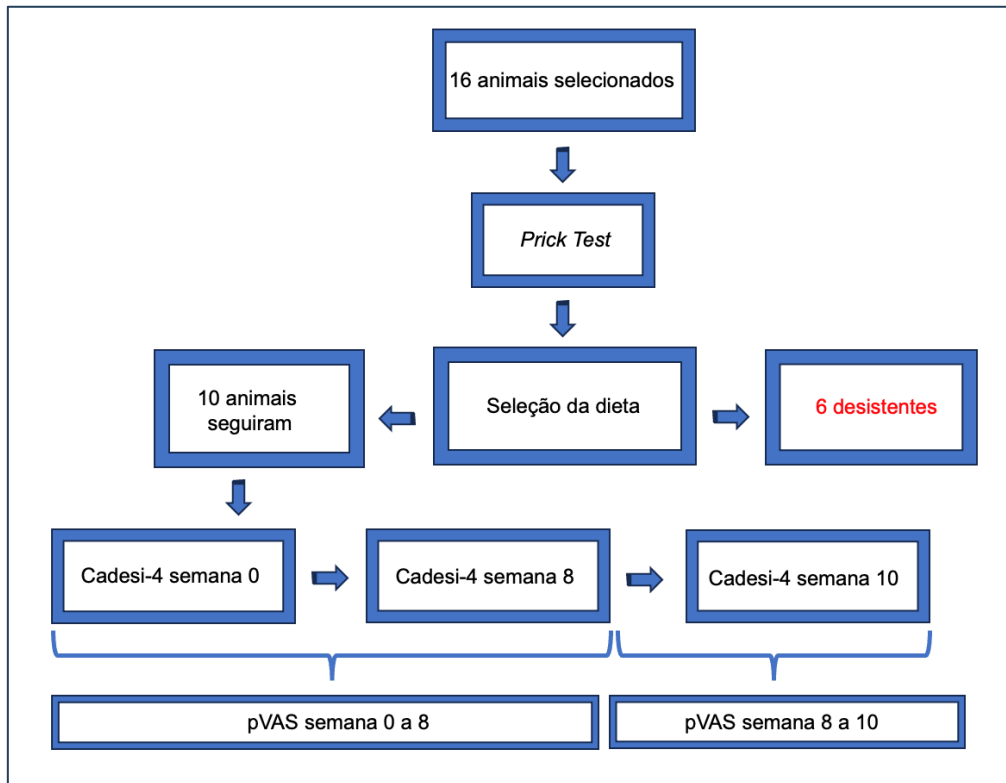 16 animais selecionados
Prick Test
10 animais
seguiram
Seleção da dieta
6 desistentes
Cadesi-4 semana 0
Cadesi-4 semana 8
Cadesi-4 semana 10
pVAS semana 0 a 8
pVAS semana 8 a 10